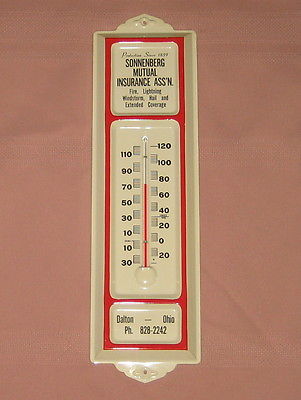 Protection Since 1859
SONNENBERG
MUTUAL
INSURANCE ASS'N.
Fire, Lightning
Windstorm, Hail and
Extended Coverage
120
110
100
90
80
70
60
50
40
30
20
10
0
10
20
30
Dalton — Ohio
Ph. 828-2242